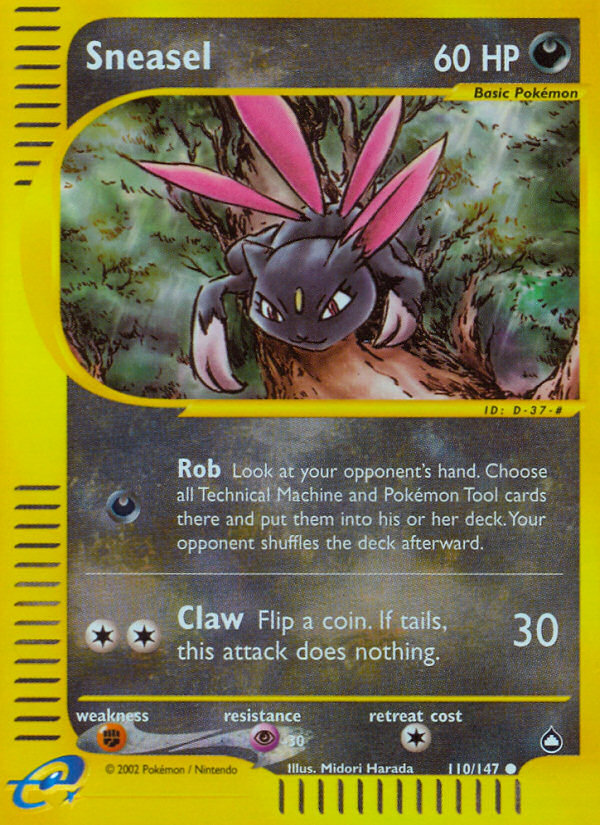 Sneasel
60 HP
Basic Pokémon
ID: D-37-#
Rob Look at your opponent's hand. Choose
all Technical Machine and Pokémon Tool cards
there and put them into his or her deck. Your
opponent shuffles the deck afterward.
Claw Flip a coin. If tails, 30
this attack does nothing.
weakness resistance retreat cost
-30
© 2002 Pokémon / Nintendo Illus. Midori Harada 110/147
e